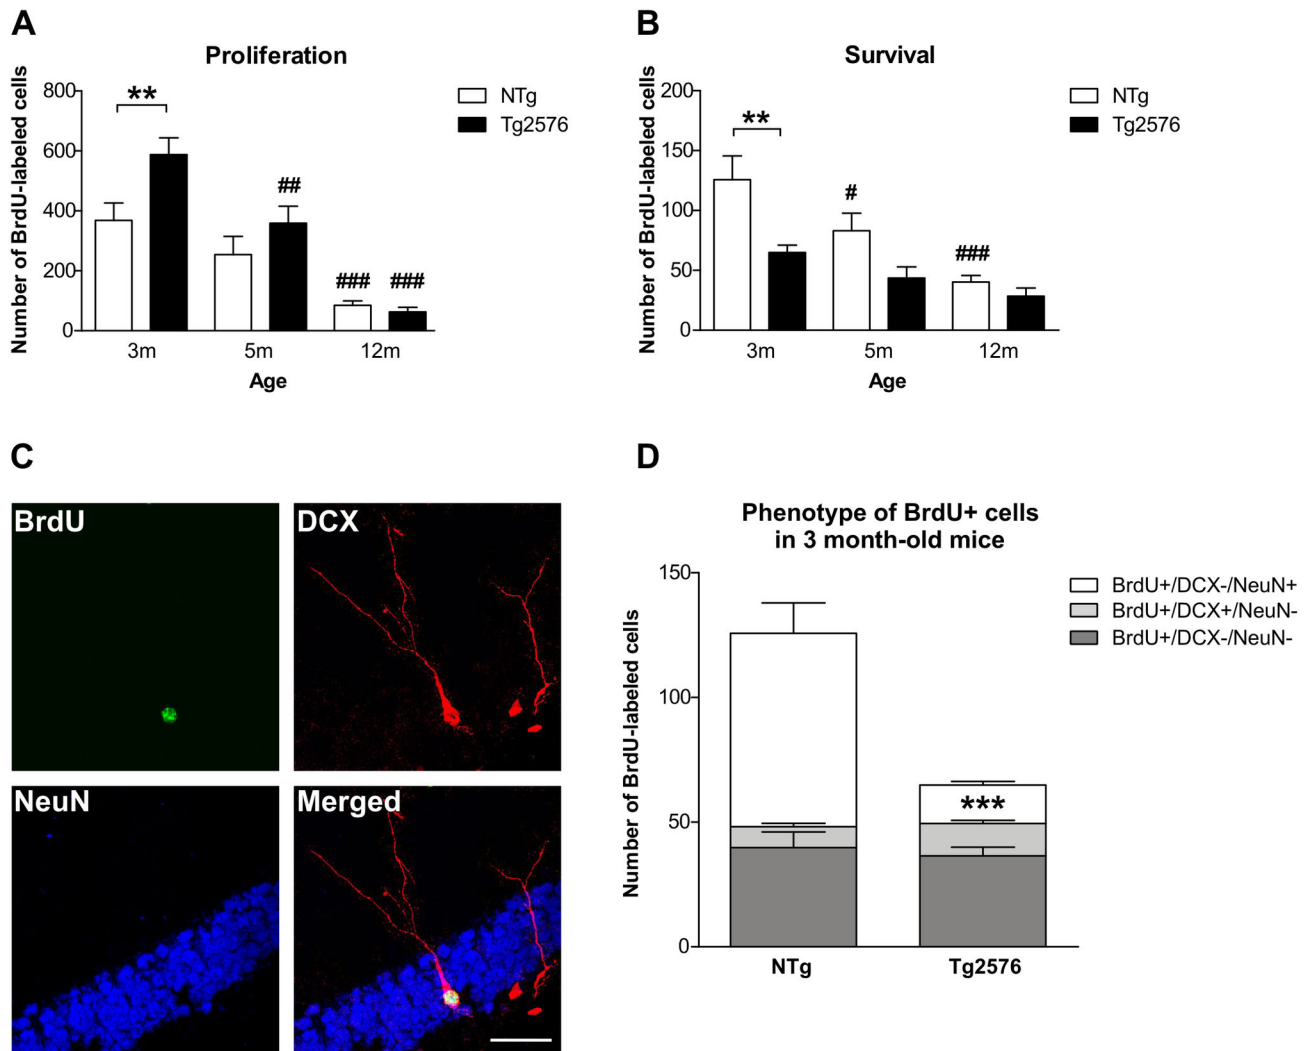 A
Proliferation
Number of BrdU-labeled cells
800
600
400
200
0
**
##
###
###
3m
5m
12m
Age
NTg
Tg2576
B
Survival
Number of BrdU-labeled cells
200
150
100
50
0
**
#
###
3m
5m
12m
Age
NTg
Tg2576
C
BrdU
DCX
NeuN
Merged
D
Phenotype of BrdU+ cells
in 3 month-old mice
Number of BrdU-labeled cells
150
100
50
0
***
NTg
Tg2576
BrdU+/DCX-/NeuN+
BrdU+/DCX+/NeuN-
BrdU+/DCX-/NeuN-